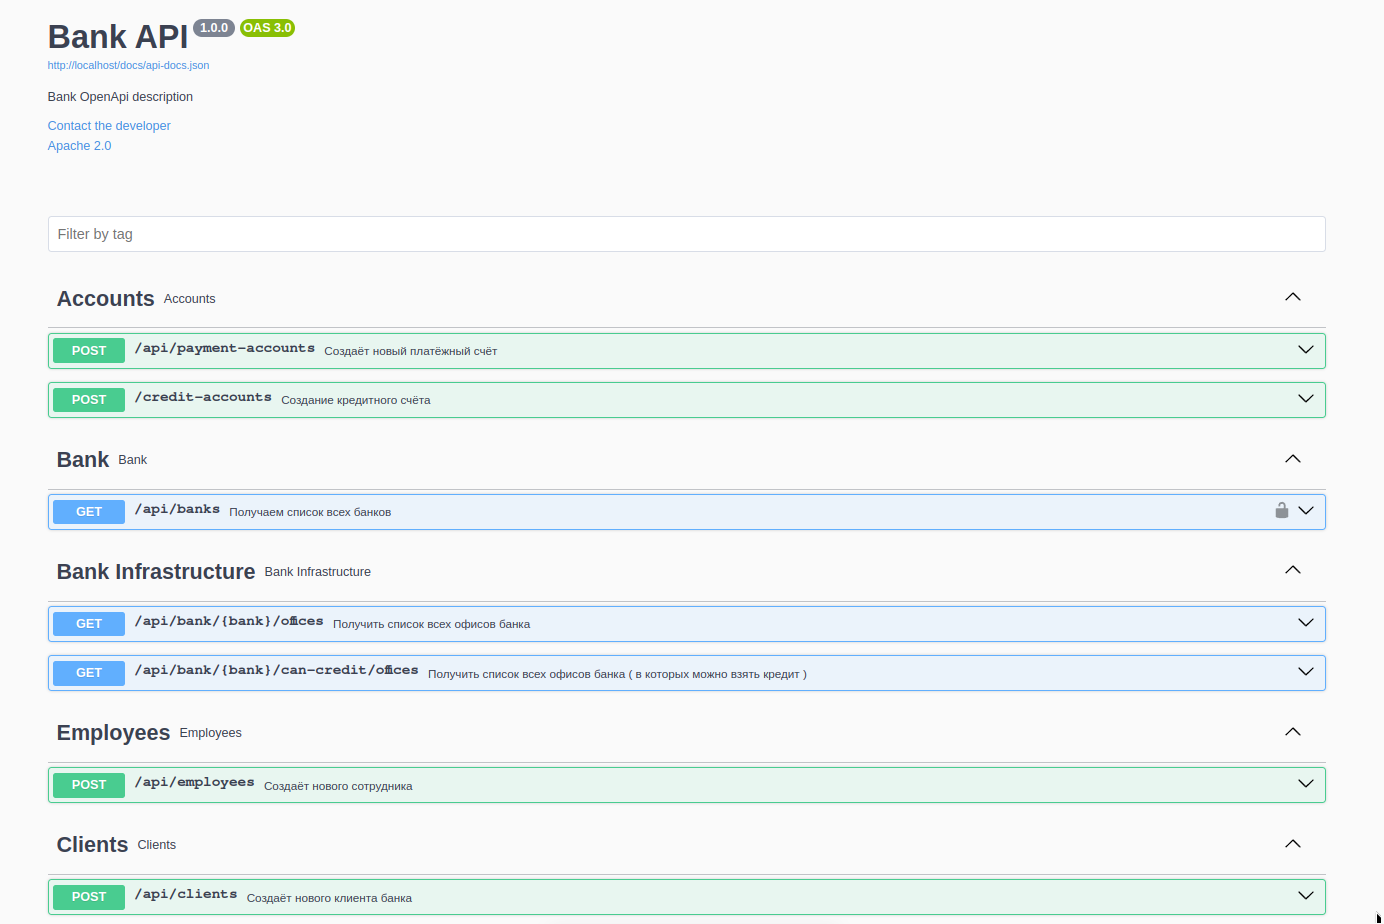 Bank API 1.0.0 OAS 3.0
http://localhost/docs/api-docs.json
Bank OpenApi description
Contact the developer
Apache 2.0
Filter by tag
Accounts Accounts
POST /api/payment-accounts Создаёт новый платёжный счёт
POST /credit-accounts Создание кредитного счёта
Bank Bank
GET /api/banks Получаем список всех банков
Bank Infrastructure Bank Infrastructure
GET /api/bank/{bank}/offices Получить список всех офисов банка
GET /api/bank/{bank}/can-credit/offices Получить список всех офисов банка ( в которых можно взять кредит )
Employees Employees
POST /api/employees Создаёт нового сотрудника
Clients Clients
POST /api/clients Создаёт нового клиента банка